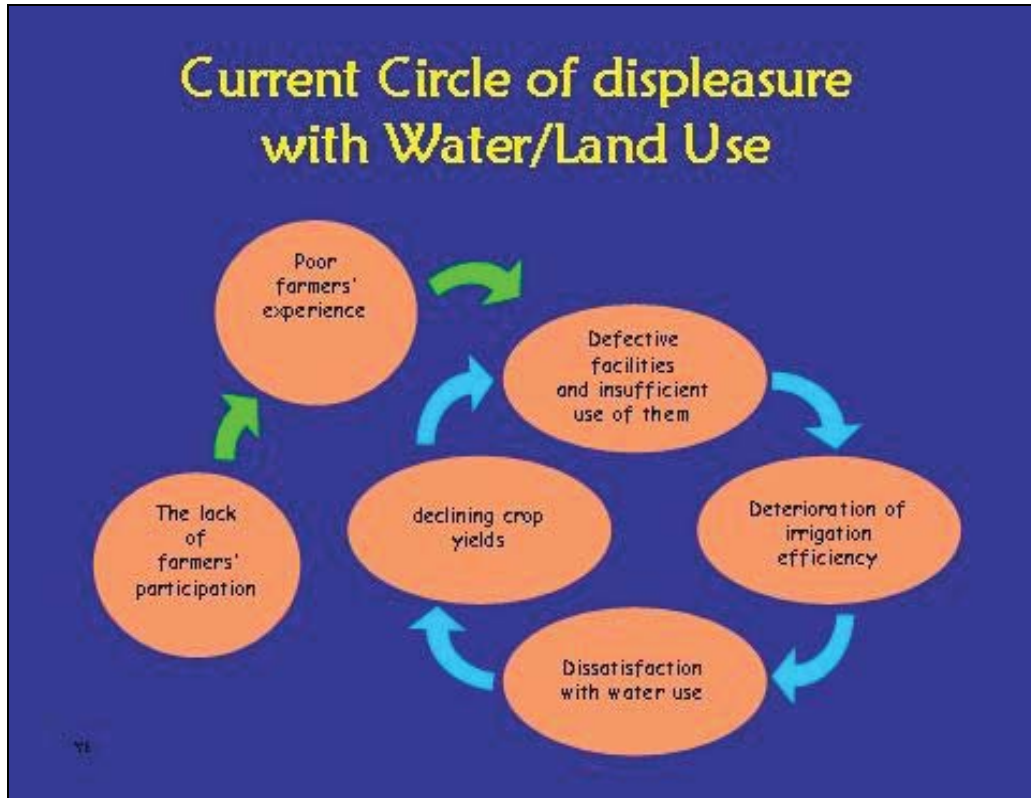 Current Circle of displeasure
with Water/Land Use
Poor
farmers'
experience
Defective
facilities
and insufficient
use of them
The lack
of
farmers'
participation
declining crop
yields
Deterioration of
irrigation
efficiency
Dissatisfaction
with water use